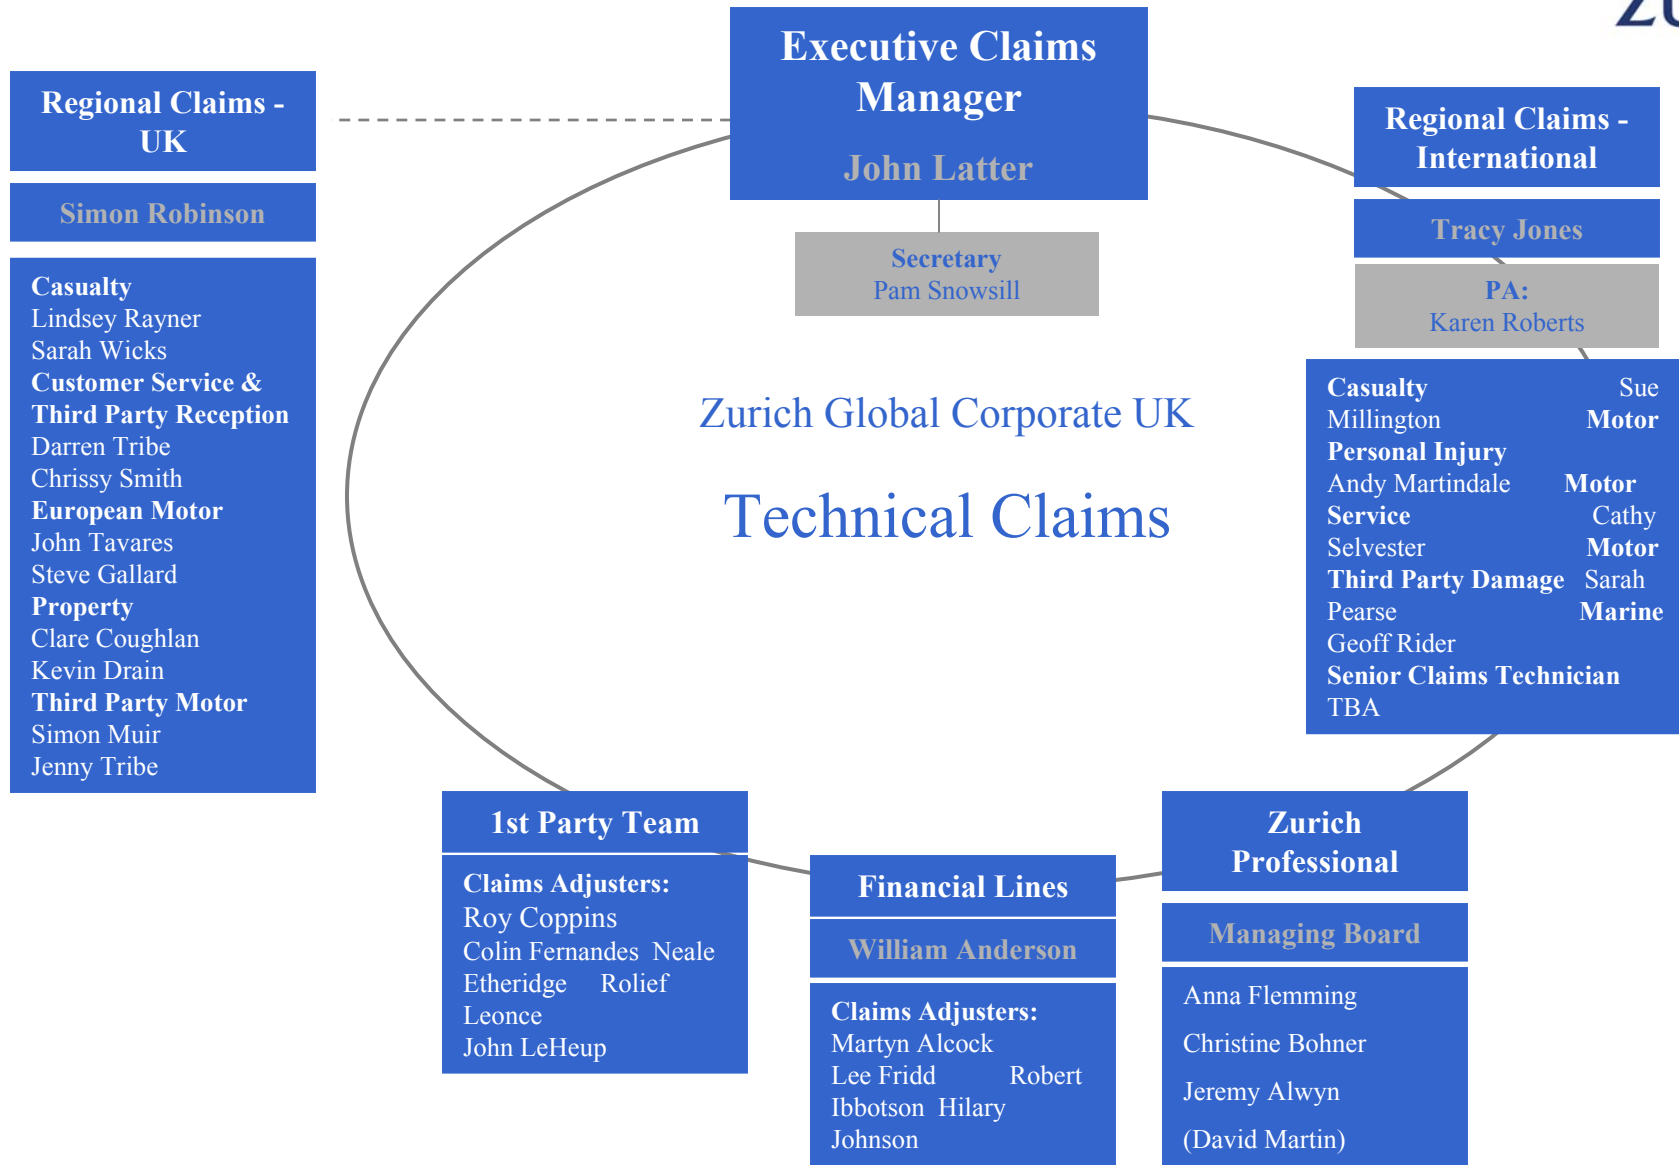 Executive Claims
Manager
John Latter
Secretary
Pam Snowsill
Regional Claims -
UK
Simon Robinson
Casualty
Lindsey Rayner
Sarah Wicks
Customer Service &
Third Party Reception
Darren Tribe
Chrissy Smith
European Motor
John Tavares
Steve Gallard
Property
Clare Coughlan
Kevin Drain
Third Party Motor
Simon Muir
Jenny Tribe
Zurich Global Corporate UK
Technical Claims
Regional Claims -
International
Tracy Jones
PA:
Karen Roberts
Casualty Sue
Millington Motor
Personal Injury
Andy Martindale Motor
Service Cathy
Selvester Motor
Third Party Damage Sarah
Pearse Marine
Geoff Rider
Senior Claims Technician
TBA
1st Party Team
Claims Adjusters:
Roy Coppins
Colin Fernandes Neale
Etheridge Rolief
Leonce
John LeHeup
Financial Lines
William Anderson
Claims Adjusters:
Martyn Alcock
Lee Fridd Robert
Ibbotson Hilary
Johnson
Zurich
Professional
Managing Board
Anna Flemming
Christine Bohner
Jeremy Alwyn
(David Martin)